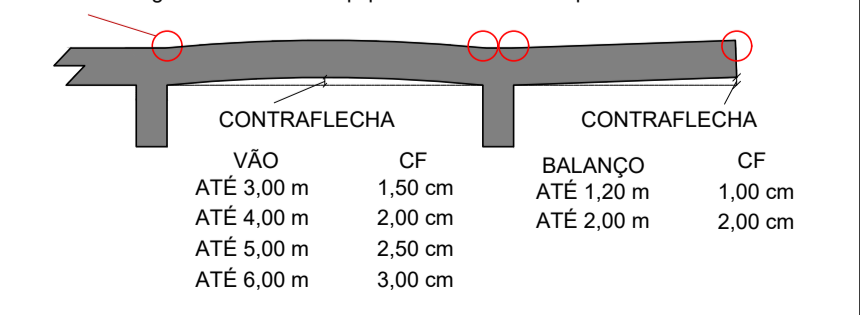 CONTRAFLECHA
CONTRAFLECHA
VÃO CF
ATÉ 3,00 m 1,50 cm
ATÉ 4,00 m 2,00 cm
ATÉ 5,00 m 2,50 cm
ATÉ 6,00 m 3,00 cm
BALANÇO CF
ATÉ 1,20 m 1,00 cm
ATÉ 2,00 m 2,00 cm